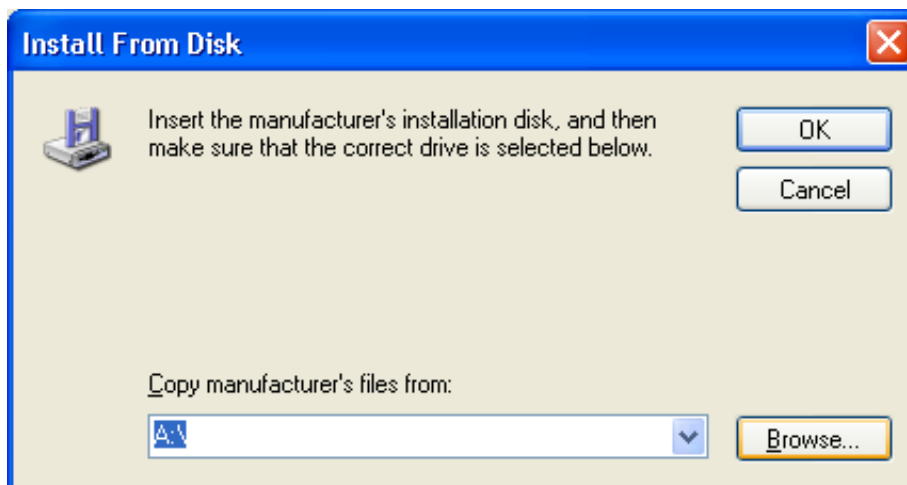 Install From Disk
Insert the manufacturer's installation disk, and then
make sure that the correct drive is selected below.
OK
Cancel
Copy manufacturer's files from:
A:\
Browse...